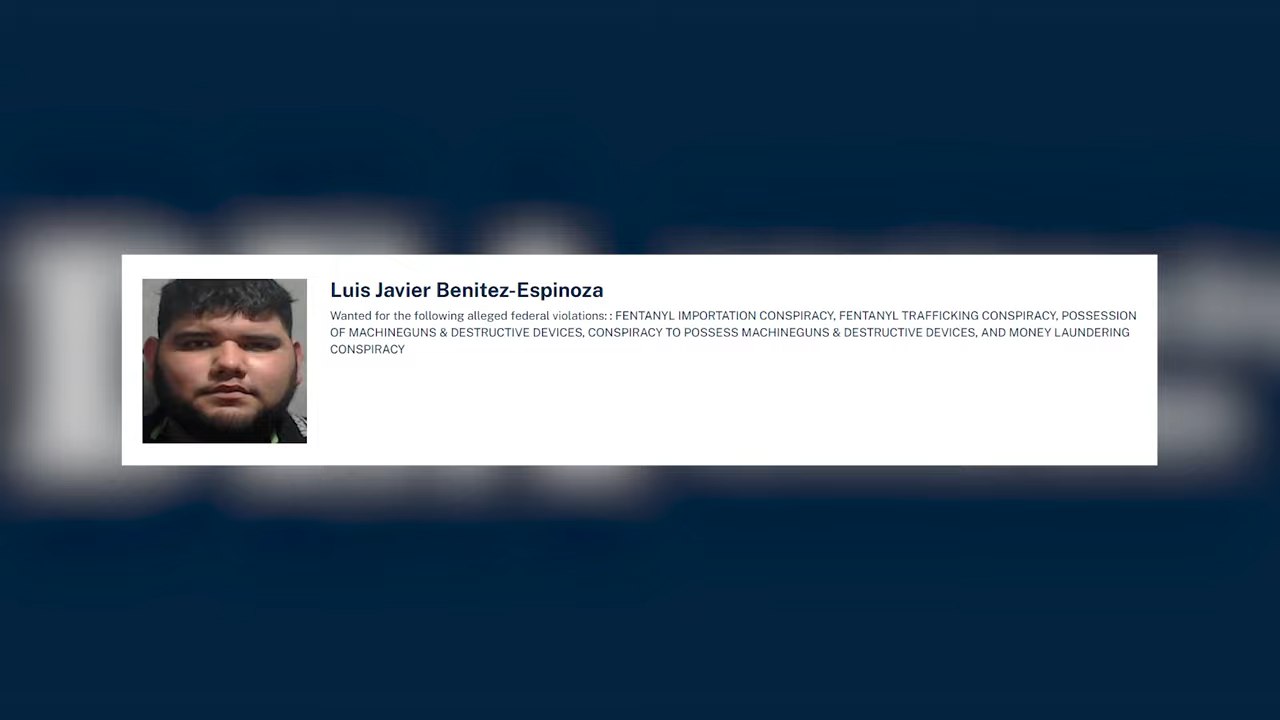 Luis Javier Benitez-Espinoza
Wanted for the following alleged federal violations: : FENTANYL IMPORTATION CONSPIRACY, FENTANYL TRAFFICKING CONSPIRACY, POSSESSION
OF MACHINEGUNS & DESTRUCTIVE DEVICES, CONSPIRACY TO POSSESS MACHINEGUNS & DESTRUCTIVE DEVICES, AND MONEY LAUNDERING
CONSPIRACY